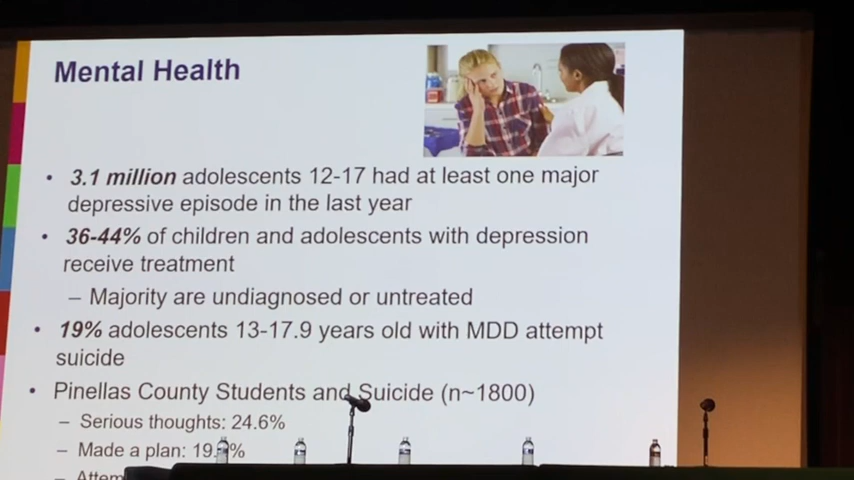 Mental Health
• 3.1 million adolescents 12-17 had at least one major
depressive episode in the last year
• 36-44% of children and adolescents with depression
receive treatment
– Majority are undiagnosed or untreated
• 19% adolescents 13-17.9 years old with MDD attempt
suicide
• Pinellas County Students and Suicide (n~1800)
– Serious thoughts: 24.6%
– Made a plan: